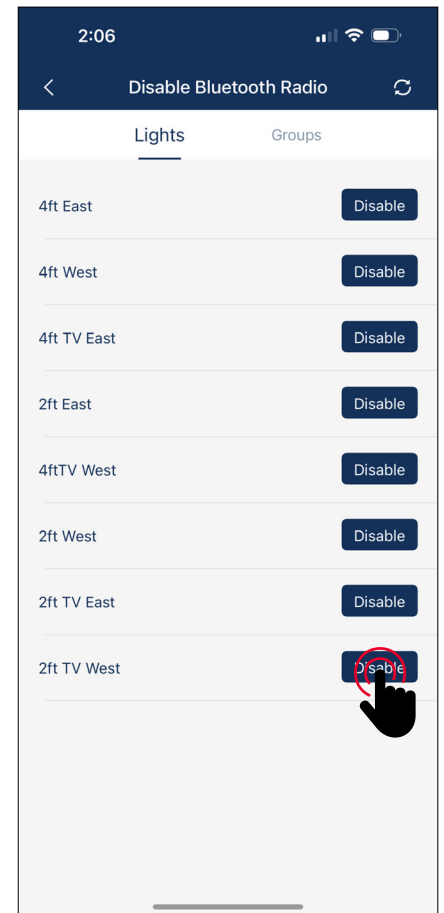 2:06
Disable Bluetooth Radio
Lights Groups
4ft East Disable
4ft West Disable
4ft TV East Disable
2ft East Disable
4ftTV West Disable
2ft West Disable
2ft TV East Disable
2ft TV West Disable